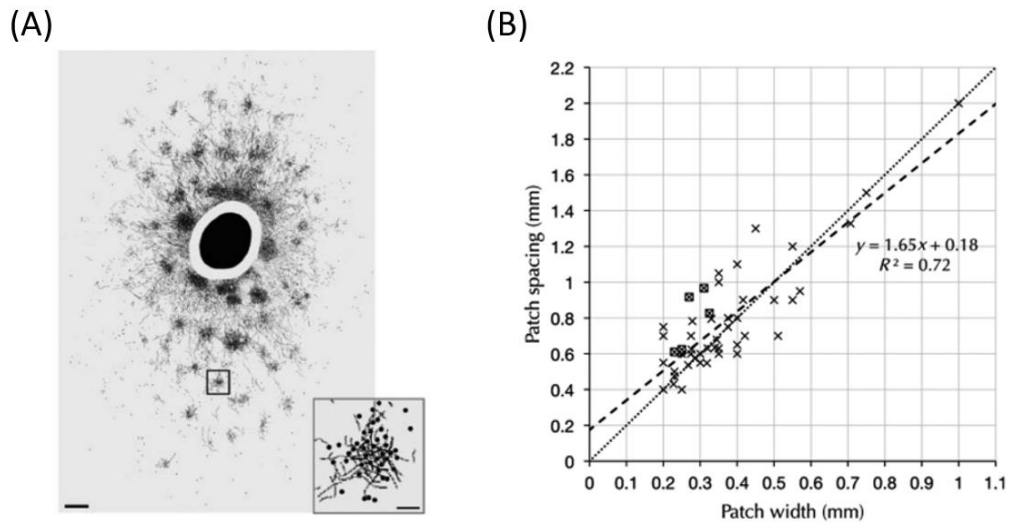 (A)
(B)
2.2
2
1.8
1.6
1.4
1.2
1
0.8
0.6
0.4
0.2
0
Patch spacing (mm)
y = 1.65x + 0.18
R² = 0.72
0 0.1 0.2 0.3 0.4 0.5 0.6 0.7 0.8 0.9 1 1.1
Patch width (mm)